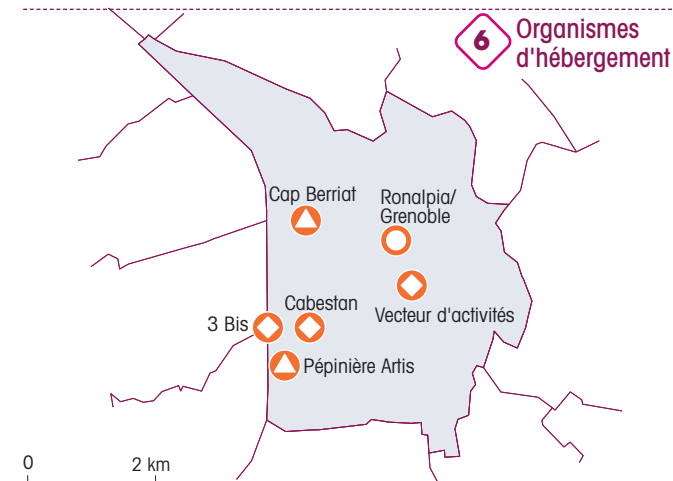 6
Organismes
d'hébergement
Cap Berriat
Ronalpia/
Grenoble
Cabestan
Vecteur d'activités
3 Bis
Pépinière Artis
0
2 km